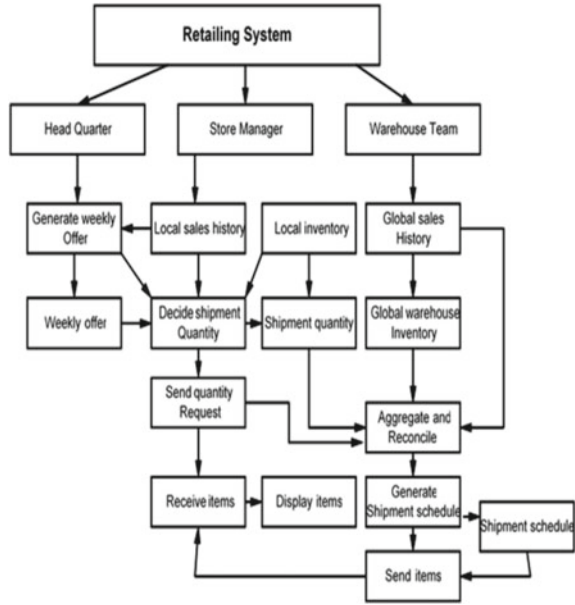 Retailing System
Head Quarter
Store Manager
Warehouse Team
Generate weekly
Offer
Local sales history
Local inventory
Global sales
History
Weekly offer
Decide shipment
Quantity
Shipment quantity
Global warehouse
Inventory
Send quantity
Request
Aggregate and
Reconcile
Receive items
Display items
Generate
Shipment schedule
Shipment schedule
Send items